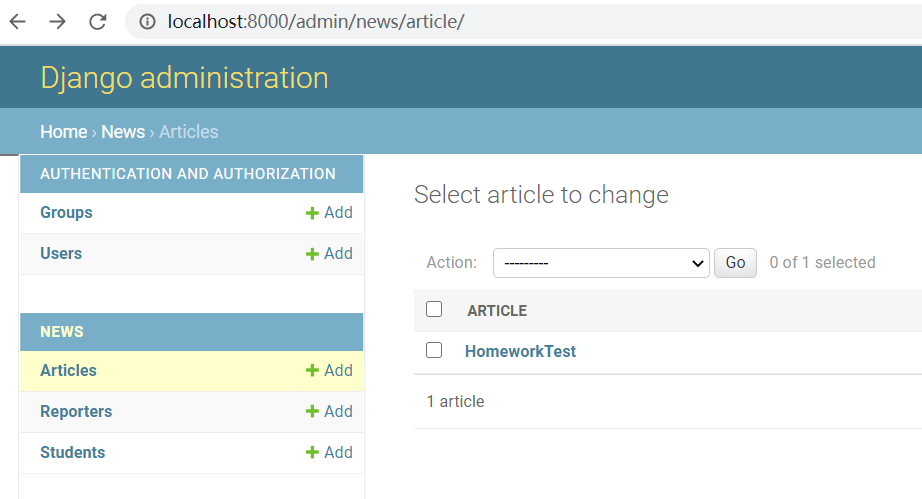 localhost:8000/admin/news/article/
Django administration
Home › News › Articles
AUTHENTICATION AND AUTHORIZATION
Groups + Add
Users + Add
NEWS
Articles + Add
Reporters + Add
Students + Add
Select article to change
Action: --------- Go 0 of 1 selected
ARTICLE
HomeworkTest
1 article